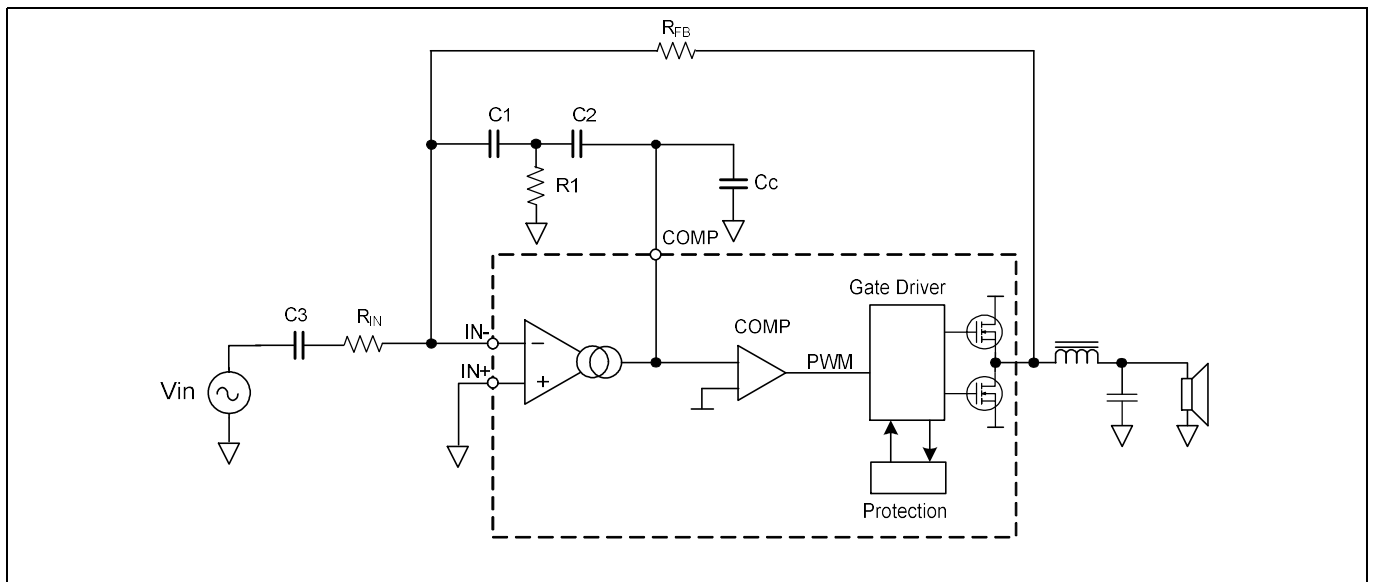 RFB
C1
C2
R1
Cc
COMP
Gate Driver
C3
RIN
IN-
COMP
IN+
PWM
Vin
Protection